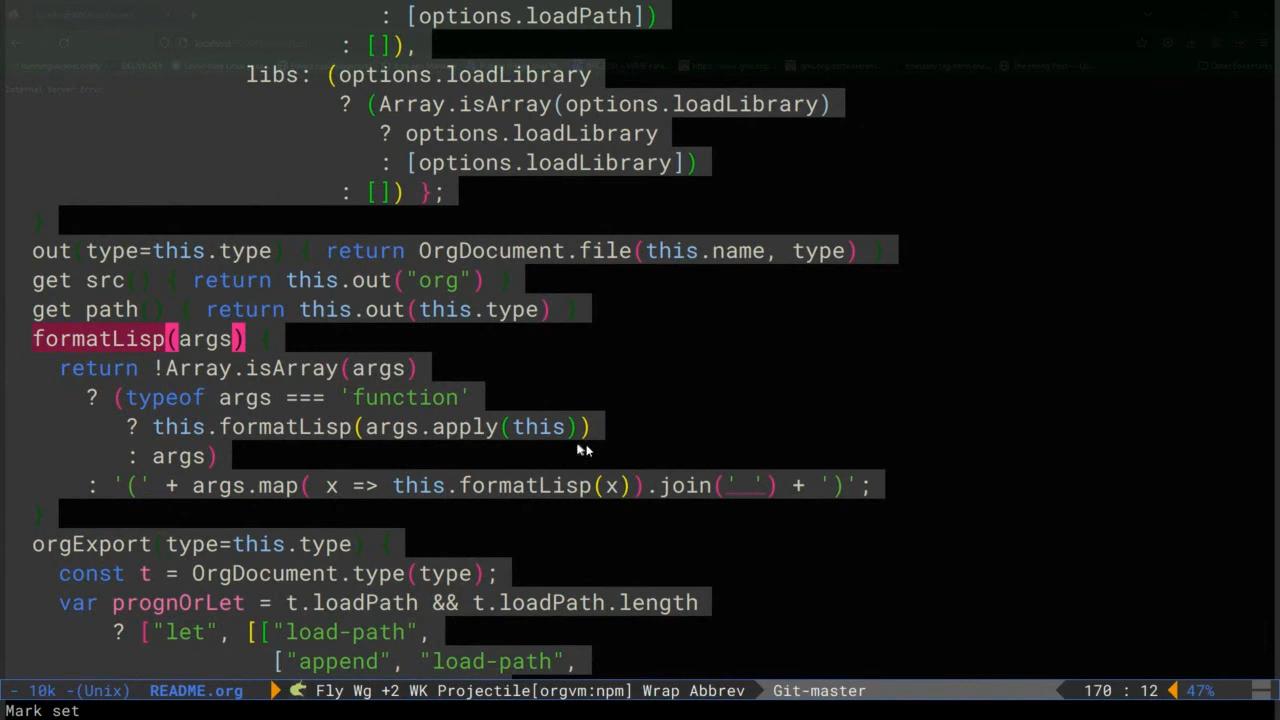 : [options.loadPath])
: []),
libs: (options.loadLibrary
? (Array.isArray(options.loadLibrary)
? options.loadLibrary
: [options.loadLibrary])
: []) };
}
out(type=this.type) { return OrgDocument.file(this.name, type) }
get src() { return this.out("org") }
get path() { return this.out(this.type) }
formatLisp(args) {
return !Array.isArray(args)
? (typeof args === 'function'
? this.formatLisp(args.apply(this))
: args)
: '(' + args.map( x => this.formatLisp(x)).join(' ') + ')';
}
orgExport(type=this.type) {
const t = OrgDocument.type(type);
var prognOrLet = t.loadPath && t.loadPath.length
? ["let", [["load-path",
["append", "load-path",
- 10k -(Unix) README.org Fly Wg +2 WK Projectile[orgvm:npm] Wrap Abbrev Git-master 170 : 12 47%
Mark set